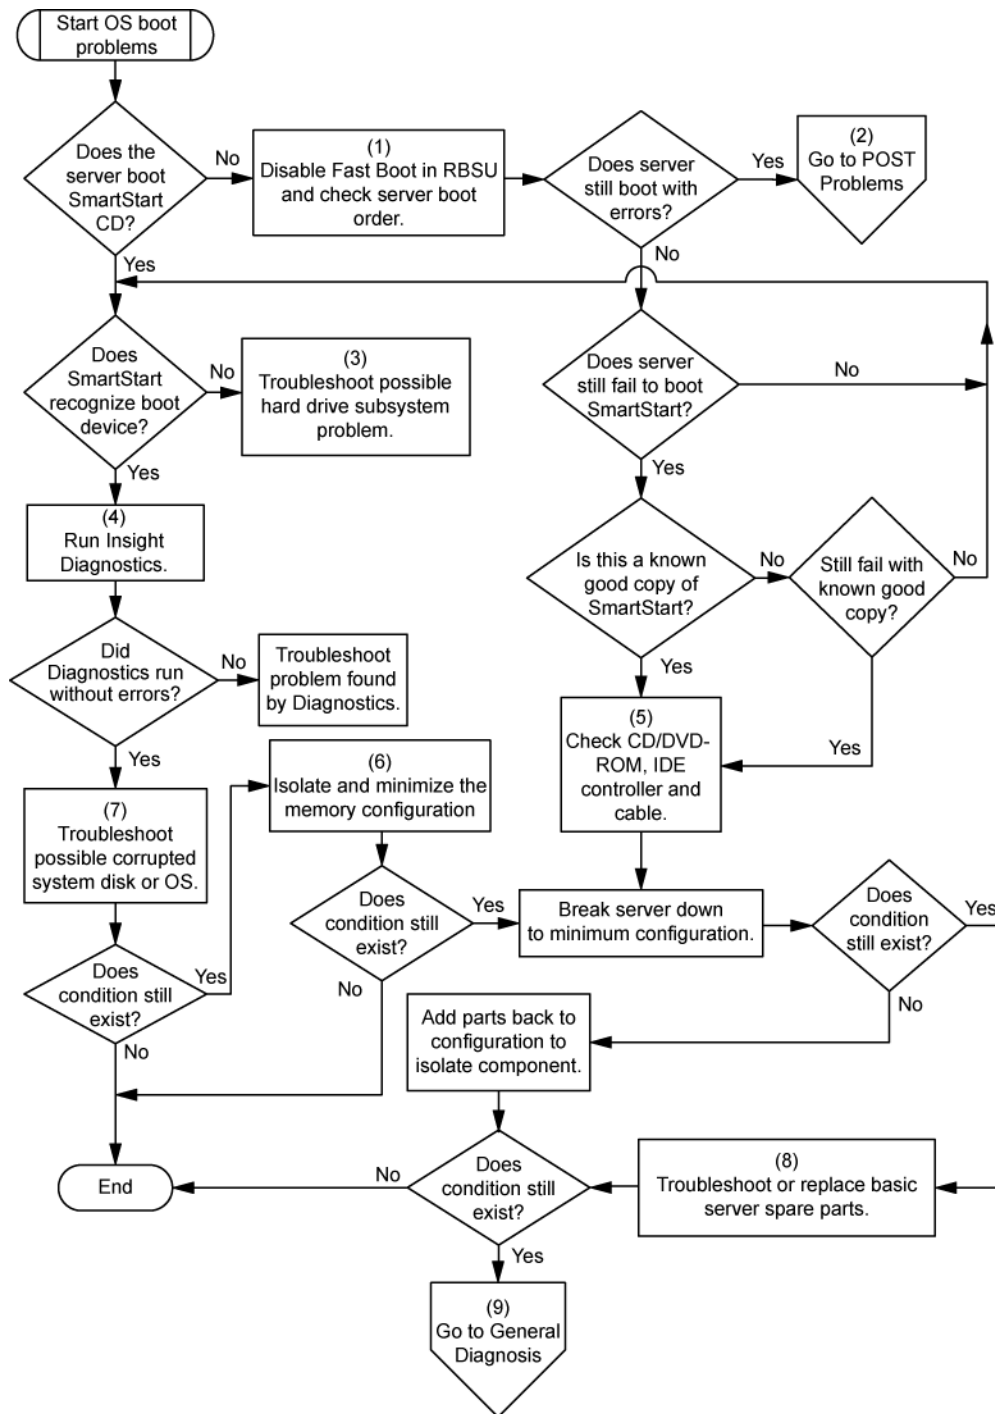 Start OS boot
problems
Does the
server boot
SmartStart
CD?
No
(1)
Disable Fast Boot in RBSU
and check server boot
order.
Does server
still boot with
errors?
Yes
(2)
Go to POST
Problems
Yes
No
Does
SmartStart
recognize boot
device?
No
(3)
Troubleshoot possible
hard drive subsystem
problem.
Does server
still fail to boot
SmartStart?
No
Yes
Yes
(4)
Run Insight
Diagnostics.
Is this a known
good copy of
SmartStart?
No
Still fail with
known good
copy?
No
Did
Diagnostics run
without errors?
No
Troubleshoot
problem found
by Diagnostics.
Yes
(5)
Check CD/DVD-
ROM, IDE
controller and
cable.
Yes
Yes
(6)
Isolate and minimize the
memory configuration
(7)
Troubleshoot
possible corrupted
system disk or OS.
Does
condition still
exist?
Yes
Break server down
to minimum configuration.
Does
condition
still exist?
Yes
Does
condition still
exist?
Yes
No
No
No
Add parts back to
configuration to
isolate component.
End
No
Does
condition still
exist?
(8)
Troubleshoot or replace basic
server spare parts.
Yes
(9)
Go to General
Diagnosis